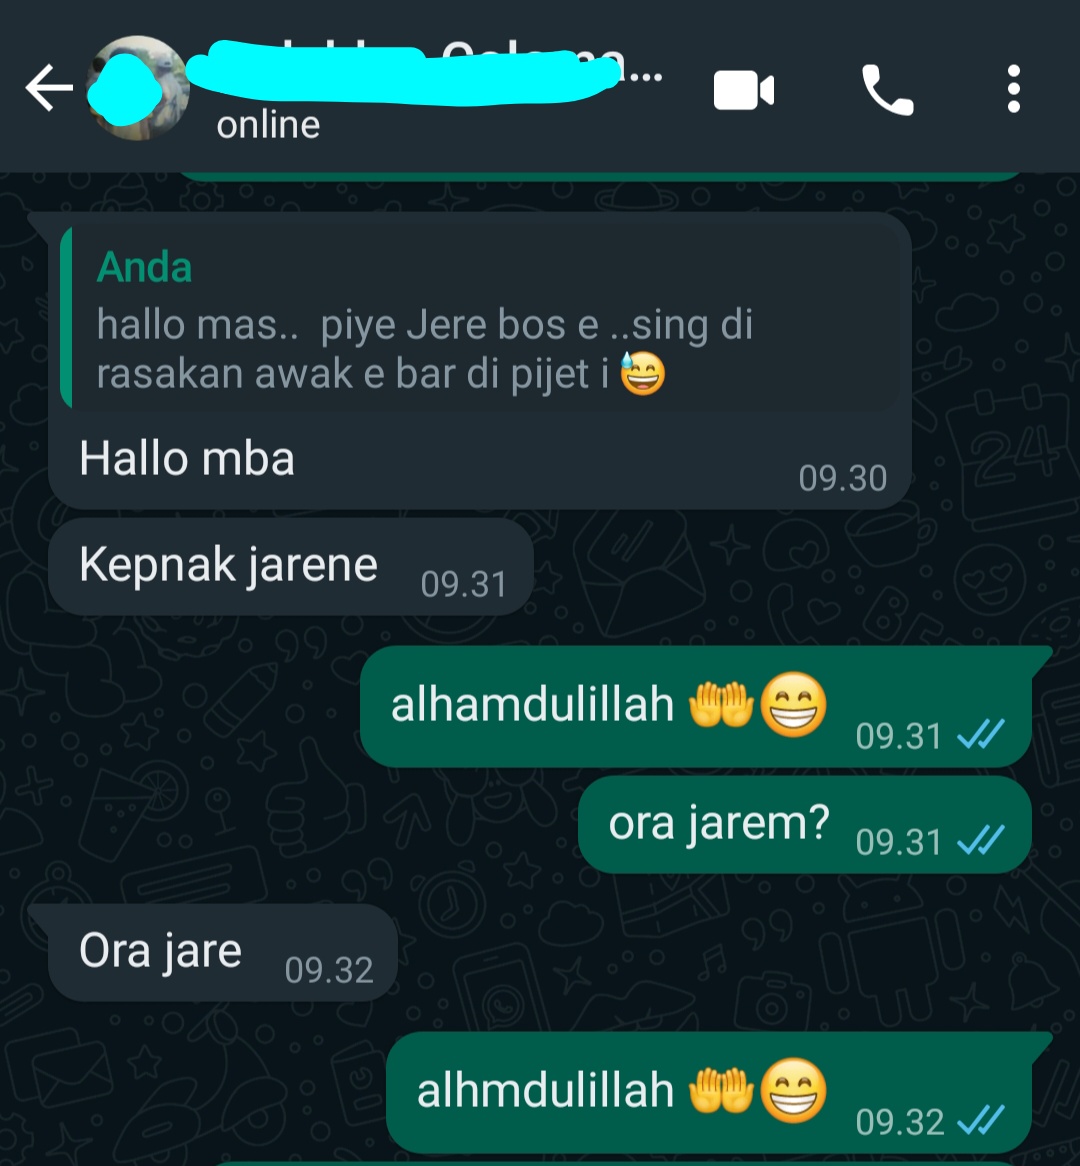 online
Anda
hallo mas..  piye Jere bos e ..sing di
rasakan awak e bar di pijet i 😅
Hallo mba
09.30
Kepnak jarene
09.31
alhamdulillah 🤲😁
09.31
ora jarem?
09.31
Ora jare
09.32
alhmdulillah 🤲😁
09.32